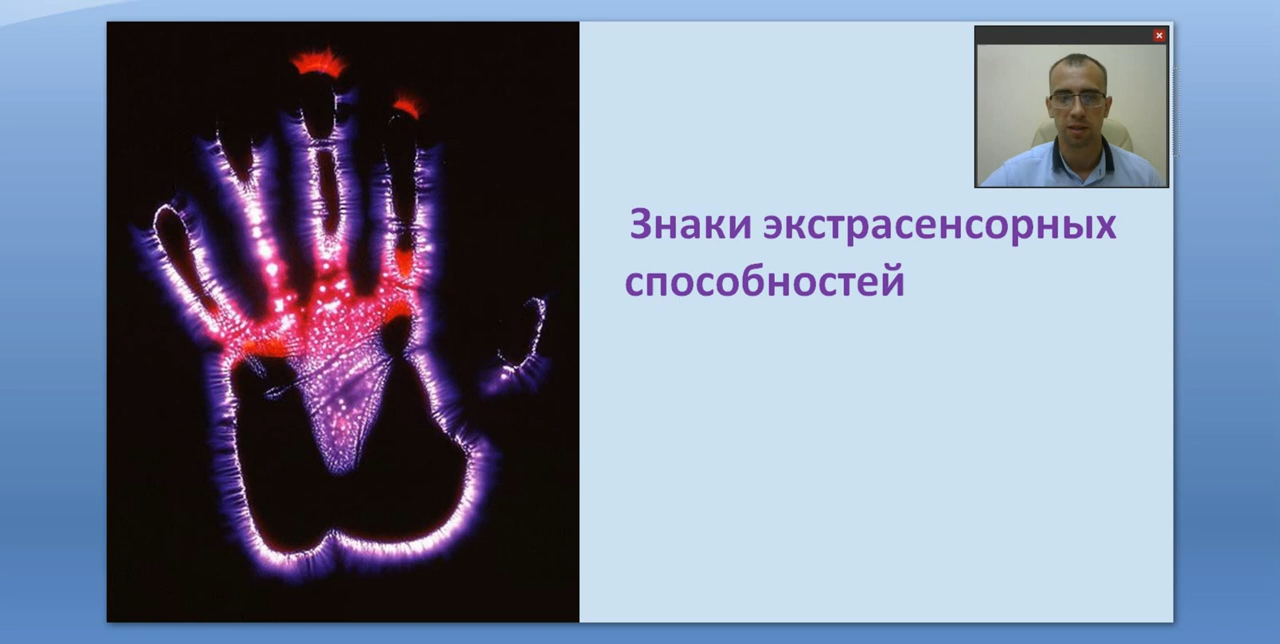 Знаки экстрасенсорных
способностей